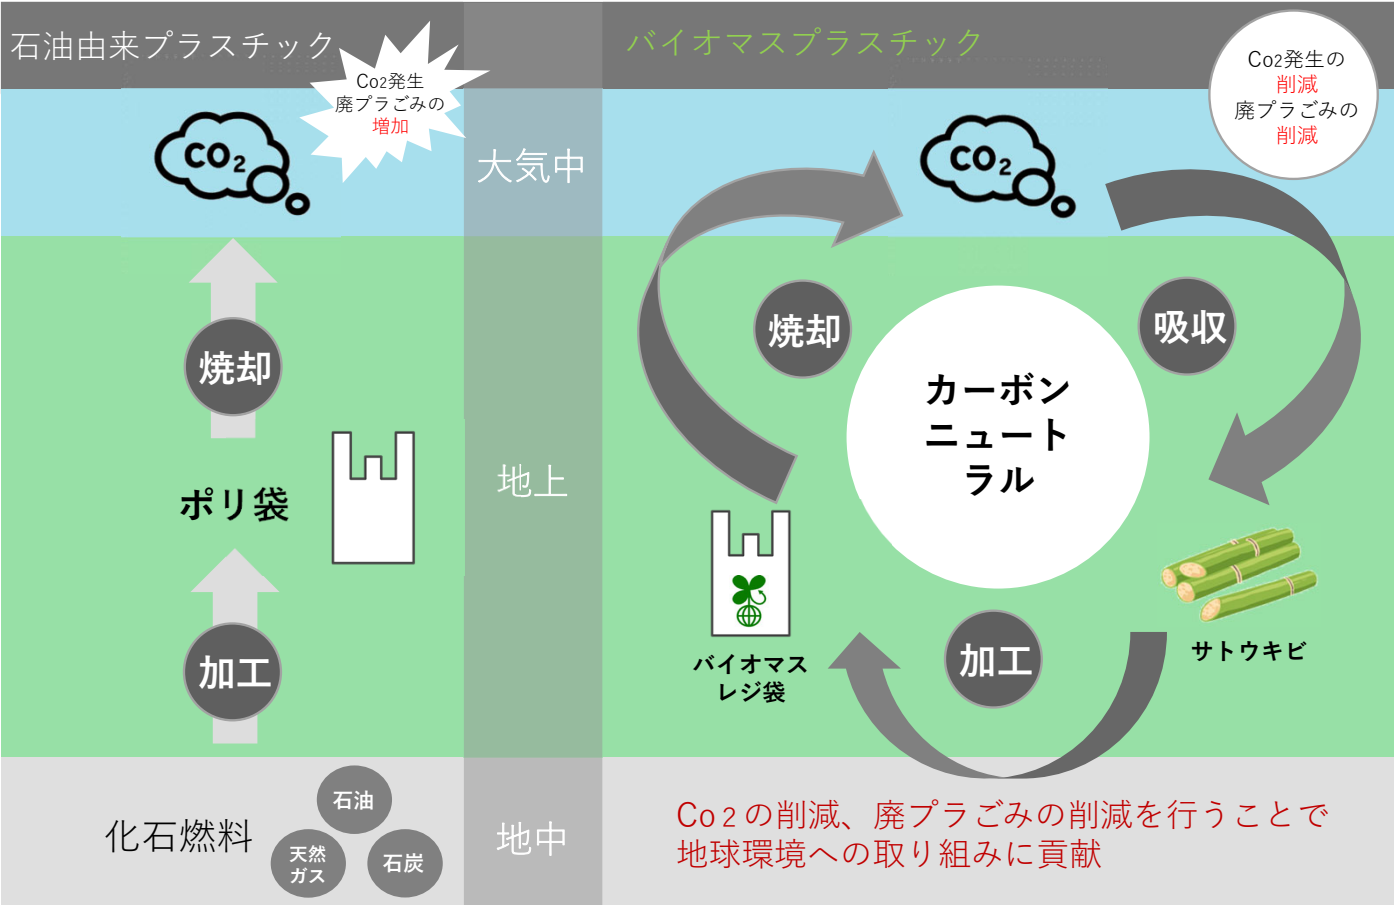 石油由来プラスチック
Co2発生
廃プラごみの
増加
CO2
焼却
ポリ袋
加工
化石燃料
石油
天然
ガス
石炭
大気中
地上
地中
バイオマスプラスチック
Co2発生の
削減
廃プラごみの
削減
CO2
焼却
吸収
カーボン
ニュート
ラル
バイオマス
レジ袋
加工
サトウキビ
Co２の削減、廃プラごみの削減を行うことで
地球環境への取り組みに貢献